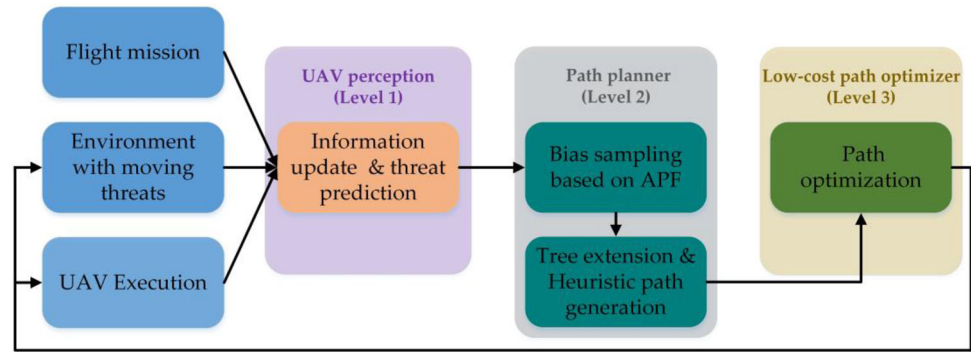 Flight mission
Environment
with moving
threats
UAV Execution
UAV perception
(Level 1)
Information
update & threat
prediction
Path planner
(Level 2)
Bias sampling
based on APF
Tree extension &
Heuristic path
generation
Low-cost path optimizer
(Level 3)
Path
optimization